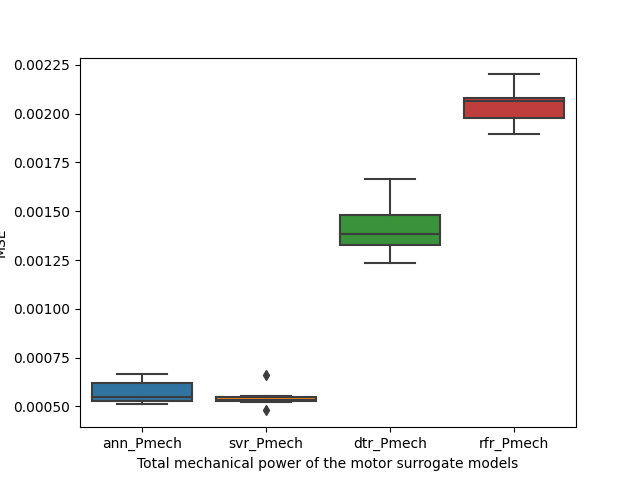 0.00225
0.00200
0.00175
0.00150
0.00125
0.00100
0.00075
0.00050
MSE
ann_Pmech svr_Pmech dtr_Pmech rfr_Pmech
Total mechanical power of the motor surrogate models